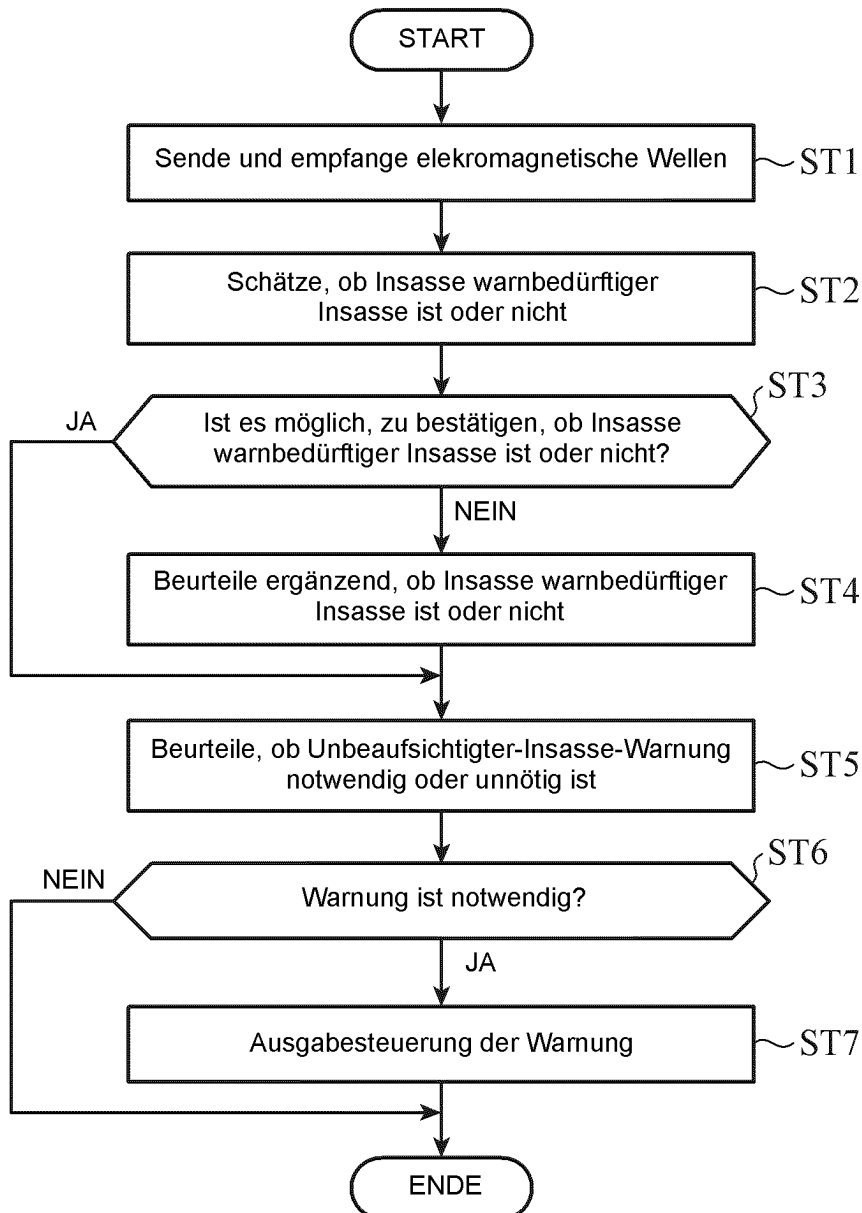 START
Sende und empfange elekromagnetische Wellen
ST1
Schätze, ob Insasse warnbedürftiger
Insasse ist oder nicht
ST2
ST3
JA
Ist es möglich, zu bestätigen, ob Insasse
warnbedürftiger Insasse ist oder nicht?
NEIN
Beurteile ergänzend, ob Insasse warnbedürftiger
Insasse ist oder nicht
ST4
Beurteile, ob Unbeaufsichtigter-Insasse-Warnung
notwendig oder unnötig ist
ST5
ST6
NEIN
Warnung ist notwendig?
JA
Ausgabesteuerung der Warnung
ST7
ENDE